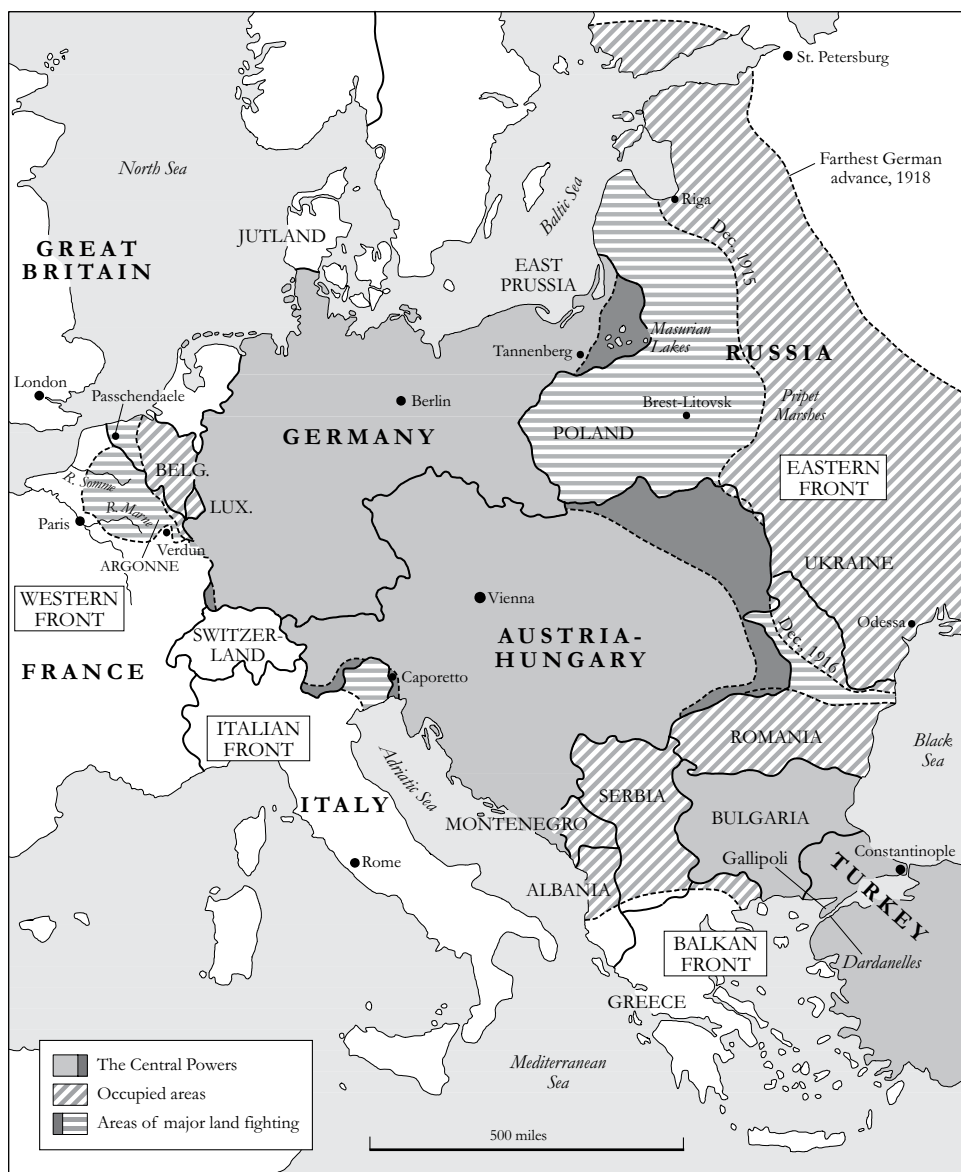 St. Petersburg
North Sea
Farthest German
advance, 1918
Baltic Sea
Riga
JUTLAND
GREAT
BRITAIN
Dec. 1915
EAST
PRUSSIA
Masurian
Lakes
Tannenberg
RUSSIA
London
Passchendaele
Berlin
Brest-Litovsk
Pripet
Marshes
GERMANY
POLAND
BELG.
R. Somme
EASTERN
FRONT
LUX.
R. Marne
Paris
Verdun
ARGONNE
UKRAINE
WESTERN
FRONT
Vienna
SWITZER-
LAND
AUSTRIA-
HUNGARY
Odessa
Dec. 1916
FRANCE
Caporetto
ITALIAN
FRONT
ROMANIA
Black
Sea
Adriatic Sea
ITALY
SERBIA
MONTENEGRO
BULGARIA
Gallipoli
Constantinople
Rome
TURKEY
ALBANIA
BALKAN
FRONT
Dardanelles
GREECE
The Central Powers
Occupied areas
Areas of major land fighting
Mediterranean
Sea
500 miles